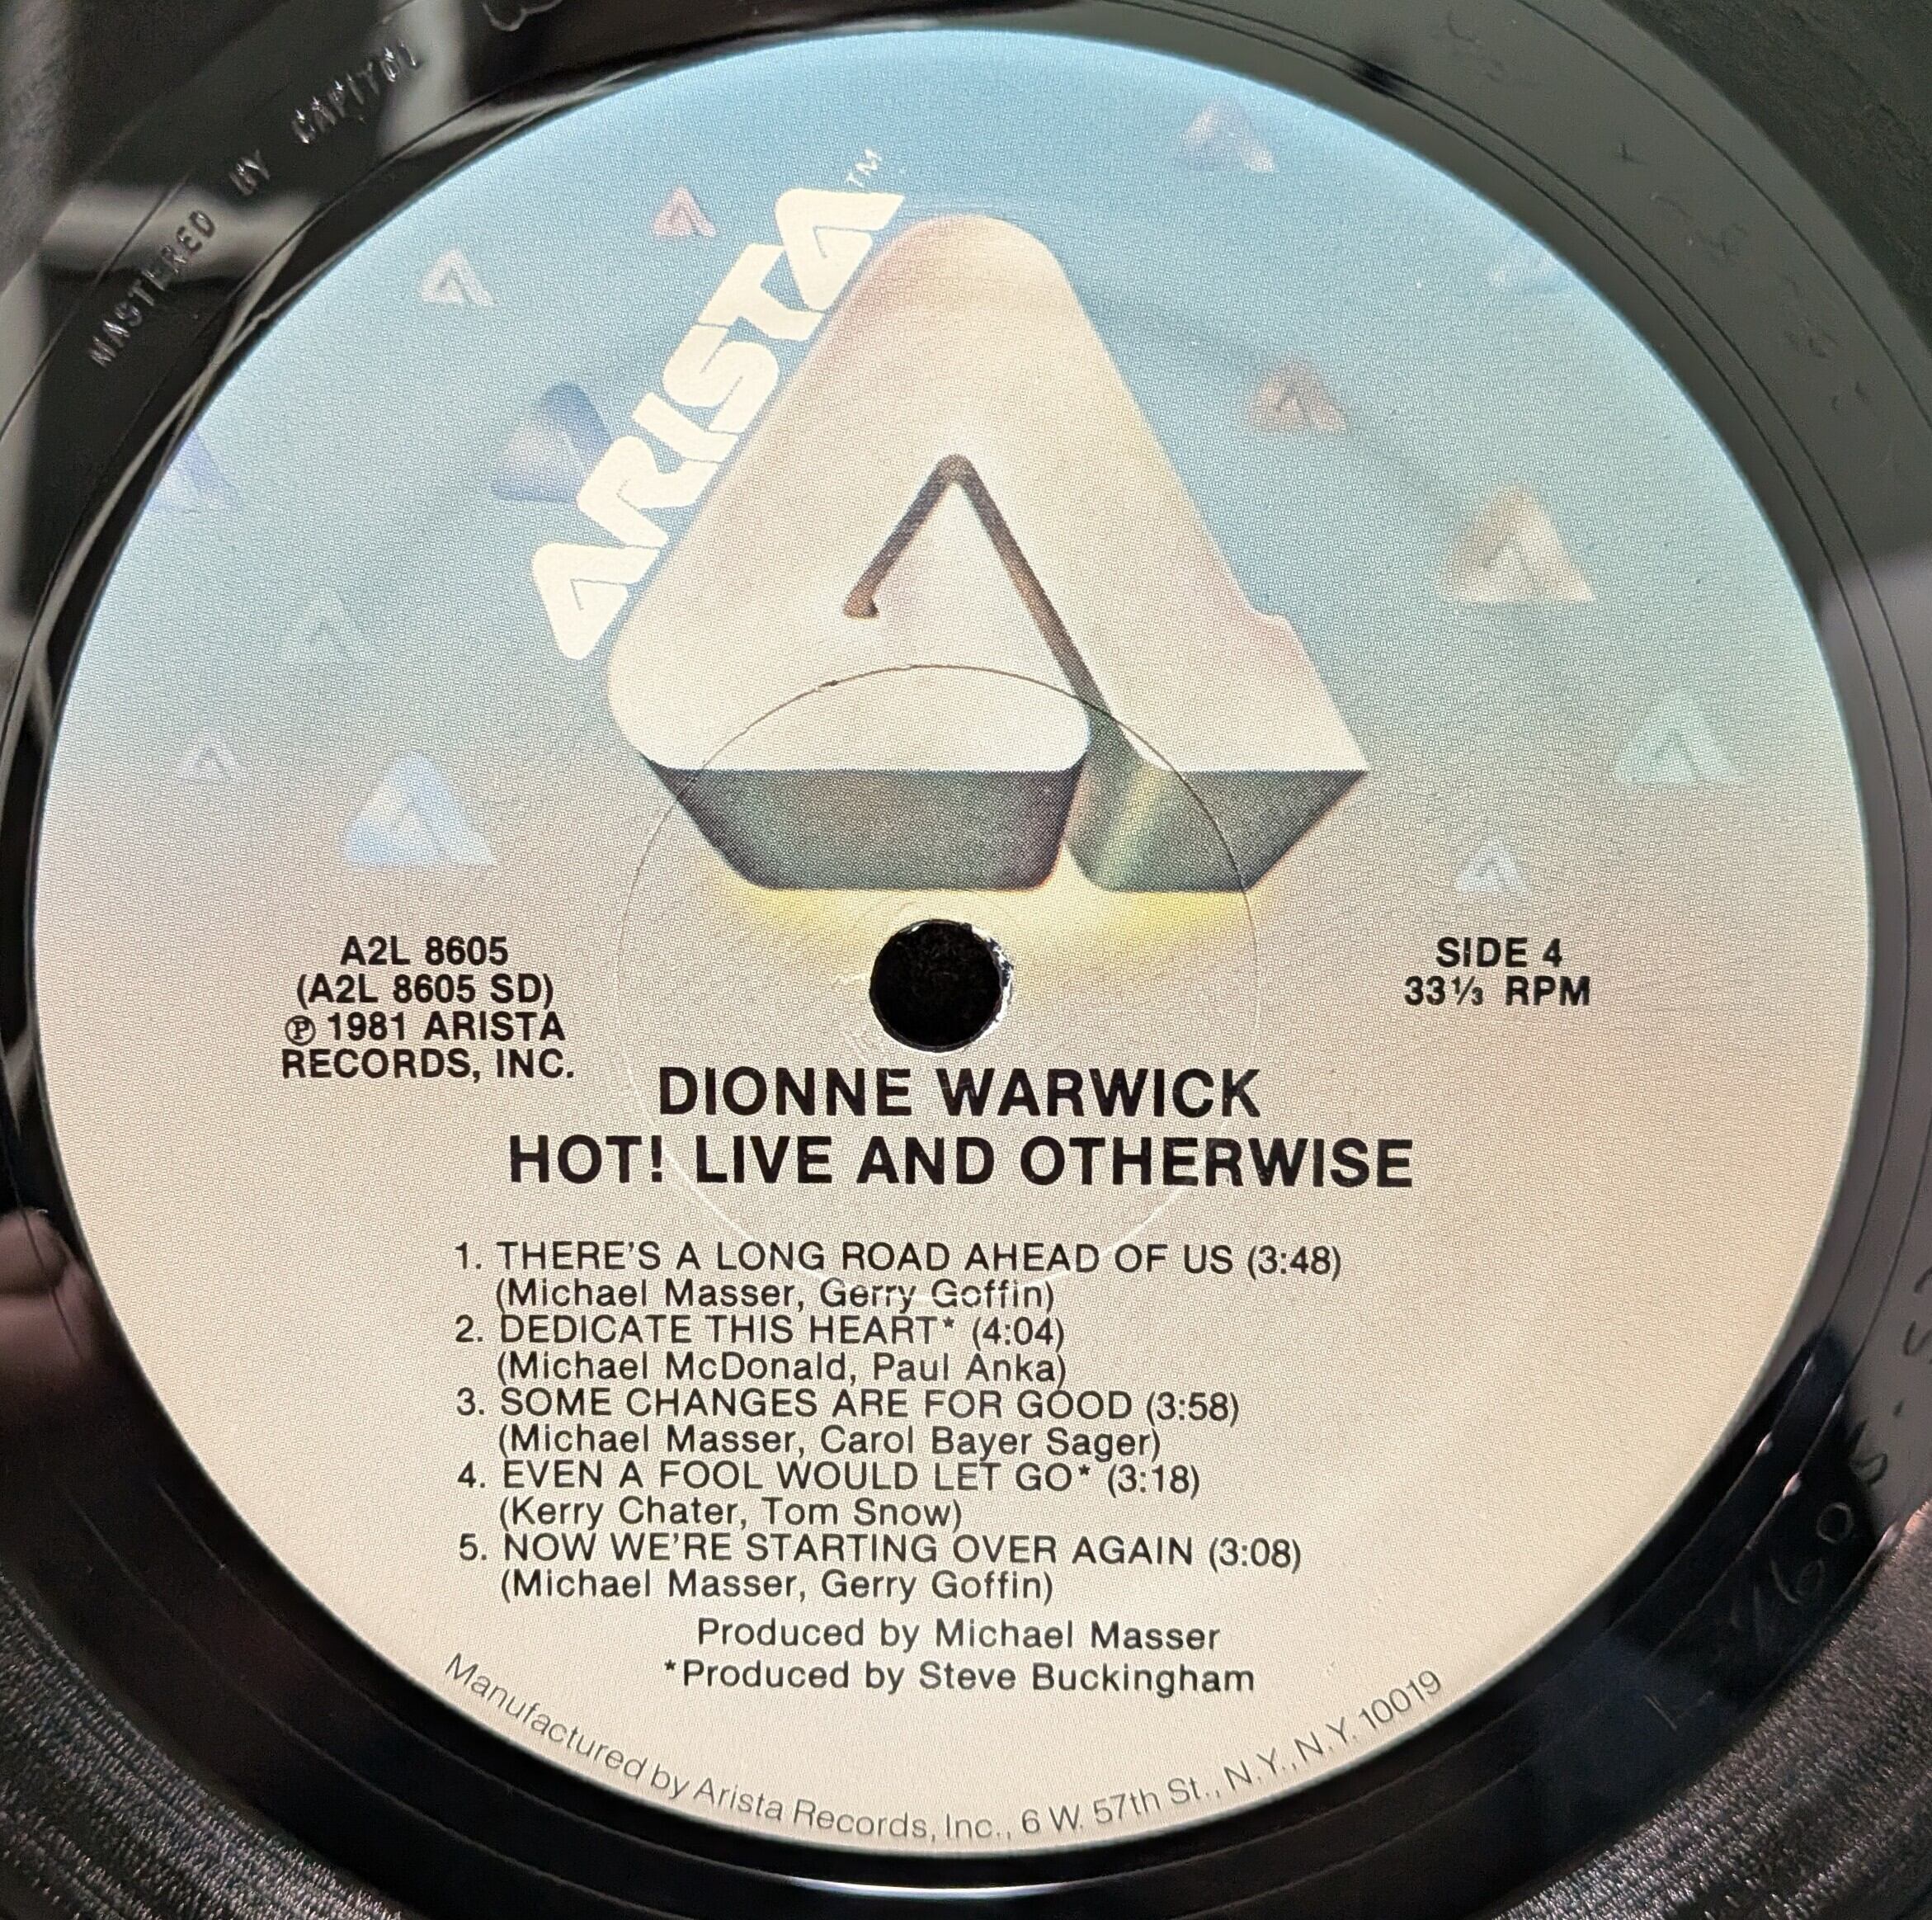 MASTERED BY CAPITOL
ARISTA™
A2L 8605
(A2L 8605 SD)
℗ 1981 ARISTA
RECORDS, INC.
SIDE 4
33⅓ RPM
DIONNE WARWICK
HOT! LIVE AND OTHERWISE
1. THERE'S A LONG ROAD AHEAD OF US (3:48)
(Michael Masser, Gerry Goffin)
2. DEDICATE THIS HEART* (4:04)
(Michael McDonald, Paul Anka)
3. SOME CHANGES ARE FOR GOOD (3:58)
(Michael Masser, Carol Bayer Sager)
4. EVEN A FOOL WOULD LET GO* (3:18)
(Kerry Chater, Tom Snow)
5. NOW WE'RE STARTING OVER AGAIN (3:08)
(Michael Masser, Gerry Goffin)
Produced by Michael Masser
*Produced by Steve Buckingham
Manufactured by Arista Records, Inc., 6 W. 57th St., N.Y., N.Y. 10019